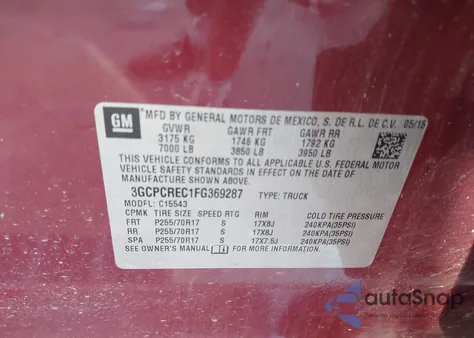 GM
MFD BY GENERAL MOTORS DE MEXICO, S. DE R.L. DE C.V. 05/15
GVWR GAWR FRT GAWR RR
3175 KG 1746 KG 1792 KG
7000 LB 3850 LB 3950 LB
THIS VEHICLE CONFORMS TO ALL APPLICABLE U.S. FEDERAL MOTOR
VEHICLE SAFETY STANDARDS IN EFFECT ON THE DATE OF
MANUFACTURE SHOWN ABOVE.
3GCPCREC1FG369287 TYPE: TRUCK
MODEL: C15543
CPMK TIRE SIZE SPEED RTG RIM COLD TIRE PRESSURE
FRT P255/70R17 S 17X8J 240KPA(35PSI)
RR P255/70R17 S 17X8J 240KPA(35PSI)
SPA P255/70R17 S 17X7.5J 240KPA(35PSI)
SEE OWNER'S MANUAL FOR MORE INFORMATION.
autoSnap
www.autosnap.com